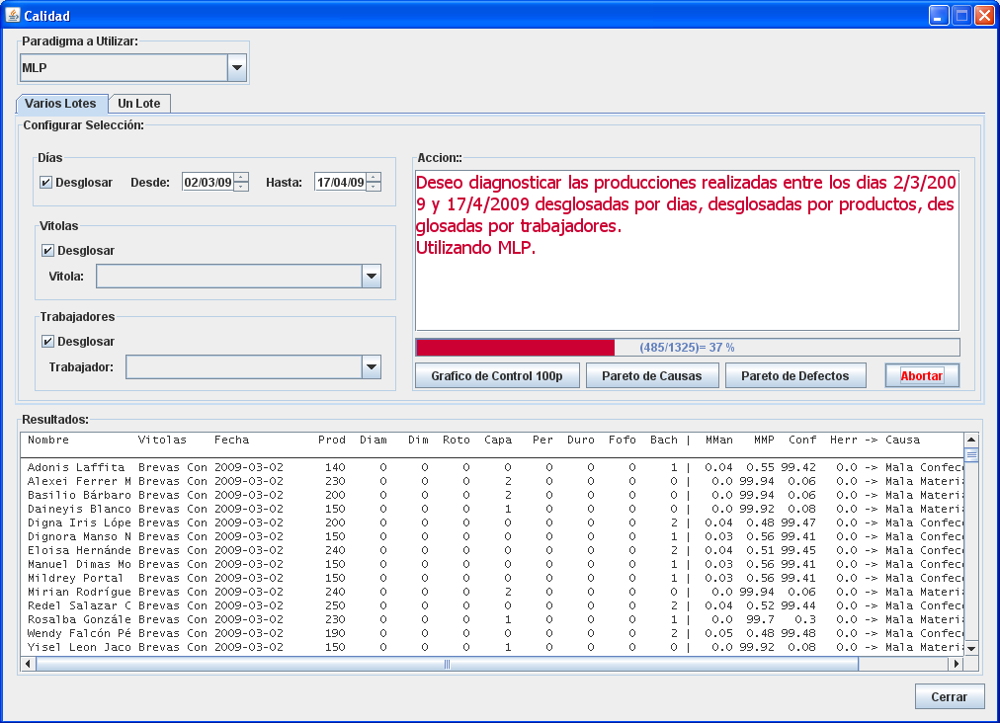 Calidad
Paradigma a Utilizar:
MLP
Varios Lotes Un Lote
Configurar Selección:
Días
Desglosar Desde: 02/03/09 Hasta: 17/04/09
Vitolas
Desglosar
Vitola:
Trabajadores
Desglosar
Trabajador:
Accion::
Deseo diagnosticar las producciones realizadas entre los dias 2/3/200
9 y 17/4/2009 desglosadas por dias, desglosadas por productos, des
glosadas por trabajadores.
Utilizando MLP.
(485/1325)= 37 %
Grafico de Control 100p Pareto de Causas Pareto de Defectos Abortar
Resultados:
Nombre Vitolas Fecha Prod Diam Dim Roto Capa Per Duro Fofo Bach | MMan MMP Conf Herr -> Causa
Adonis Laffita Brevas Con 2009-03-02 140 0 0 0 0 0 0 0 1 | 0.04 0.55 99.42 0.0 -> Mala Confec
Alexei Ferrer M Brevas Con 2009-03-02 230 0 0 0 2 0 0 0 0 | 0.0 99.94 0.06 0.0 -> Mala Materi
Basilio Bárbaro Brevas Con 2009-03-02 200 0 0 0 2 0 0 0 0 | 0.0 99.94 0.06 0.0 -> Mala Materi
Daineyis Blanco Brevas Con 2009-03-02 150 0 0 0 1 0 0 0 0 | 0.0 99.92 0.08 0.0 -> Mala Materi
Digna Iris Lópe Brevas Con 2009-03-02 200 0 0 0 0 0 0 0 2 | 0.04 0.48 99.47 0.0 -> Mala Confec
Dignora Manso N Brevas Con 2009-03-02 150 0 0 0 0 0 0 0 1 | 0.03 0.56 99.41 0.0 -> Mala Confec
Eloisa Hernánde Brevas Con 2009-03-02 240 0 0 0 0 0 0 0 2 | 0.04 0.51 99.45 0.0 -> Mala Confec
Manuel Dimas Mo Brevas Con 2009-03-02 150 0 0 0 0 0 0 0 1 | 0.03 0.56 99.41 0.0 -> Mala Confec
Mildrey Portal Brevas Con 2009-03-02 150 0 0 0 0 0 0 0 1 | 0.03 0.56 99.41 0.0 -> Mala Confec
Mirian Rodrígue Brevas Con 2009-03-02 240 0 0 0 2 0 0 0 0 | 0.0 99.94 0.06 0.0 -> Mala Materi
Redel Salazar C Brevas Con 2009-03-02 250 0 0 0 0 0 0 0 2 | 0.04 0.52 99.44 0.0 -> Mala Confec
Rosalba Gonzále Brevas Con 2009-03-02 230 0 0 0 1 0 0 0 1 | 0.0 99.7 0.3 0.0 -> Mala Materi
Wendy Falcón Pé Brevas Con 2009-03-02 190 0 0 0 0 0 0 0 2 | 0.05 0.48 99.48 0.0 -> Mala Confec
Yisel Leon Jaco Brevas Con 2009-03-02 150 0 0 0 1 0 0 0 0 | 0.0 99.92 0.08 0.0 -> Mala Materi
Cerrar